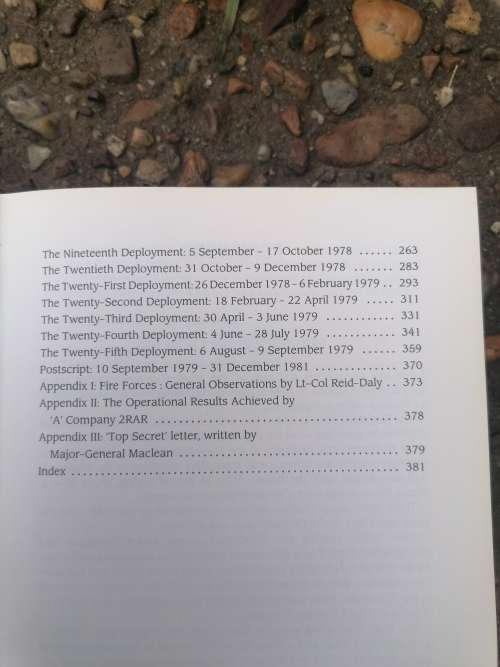 The Nineteenth Deployment: 5 September – 17 October 1978 ...... 263
The Twentieth Deployment: 31 October – 9 December 1978 ....... 283
The Twenty-First Deployment: 26 December 1978 – 6 February 1979 .. 293
The Twenty-Second Deployment: 18 February – 22 April 1979 ..... 311
The Twenty-Third Deployment: 30 April – 3 June 1979 ............ 331
The Twenty-Fourth Deployment: 4 June – 28 July 1979 ............ 341
The Twenty-Fifth Deployment: 6 August – 9 September 1979 ...... 359
Postscript: 10 September 1979 – 31 December 1981 .............. 370
Appendix I: Fire Forces : General Observations by Lt-Col Reid-Daly .. 373
Appendix II: The Operational Results Achieved by
'A' Company 2RAR ........................................ 378
Appendix III: 'Top Secret' letter, written by
Major-General Maclean .................................... 379
Index ...................................................... 381